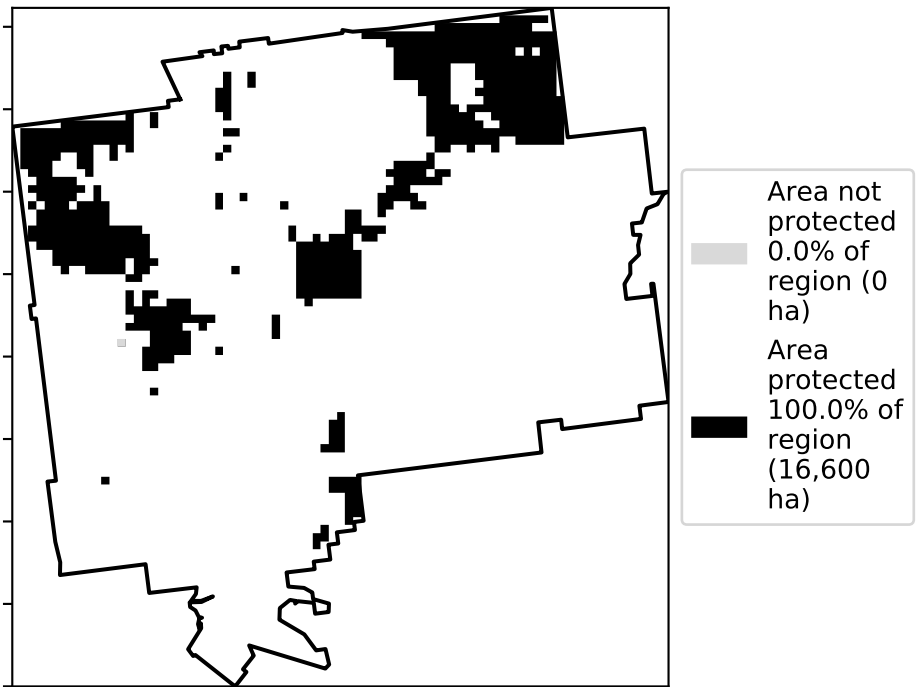 Area not
protected
0.0% of
region (0
ha)
Area
protected
100.0% of
region
(16,600
ha)